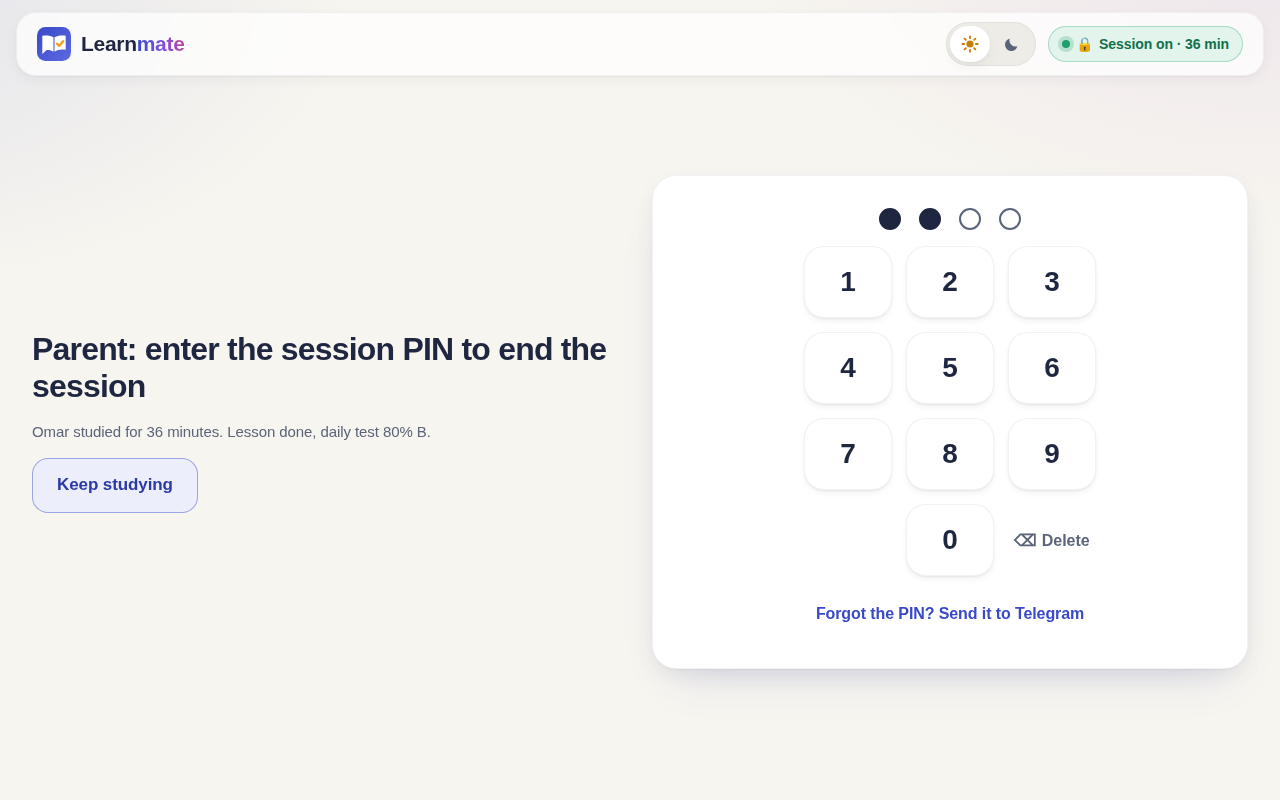 Learnmate
Session on · 36 min
Parent: enter the session PIN to end the
session
Omar studied for 36 minutes. Lesson done, daily test 80% B.
Keep studying
1 2 3
4 5 6
7 8 9
0 ⌫ Delete
Forgot the PIN? Send it to Telegram